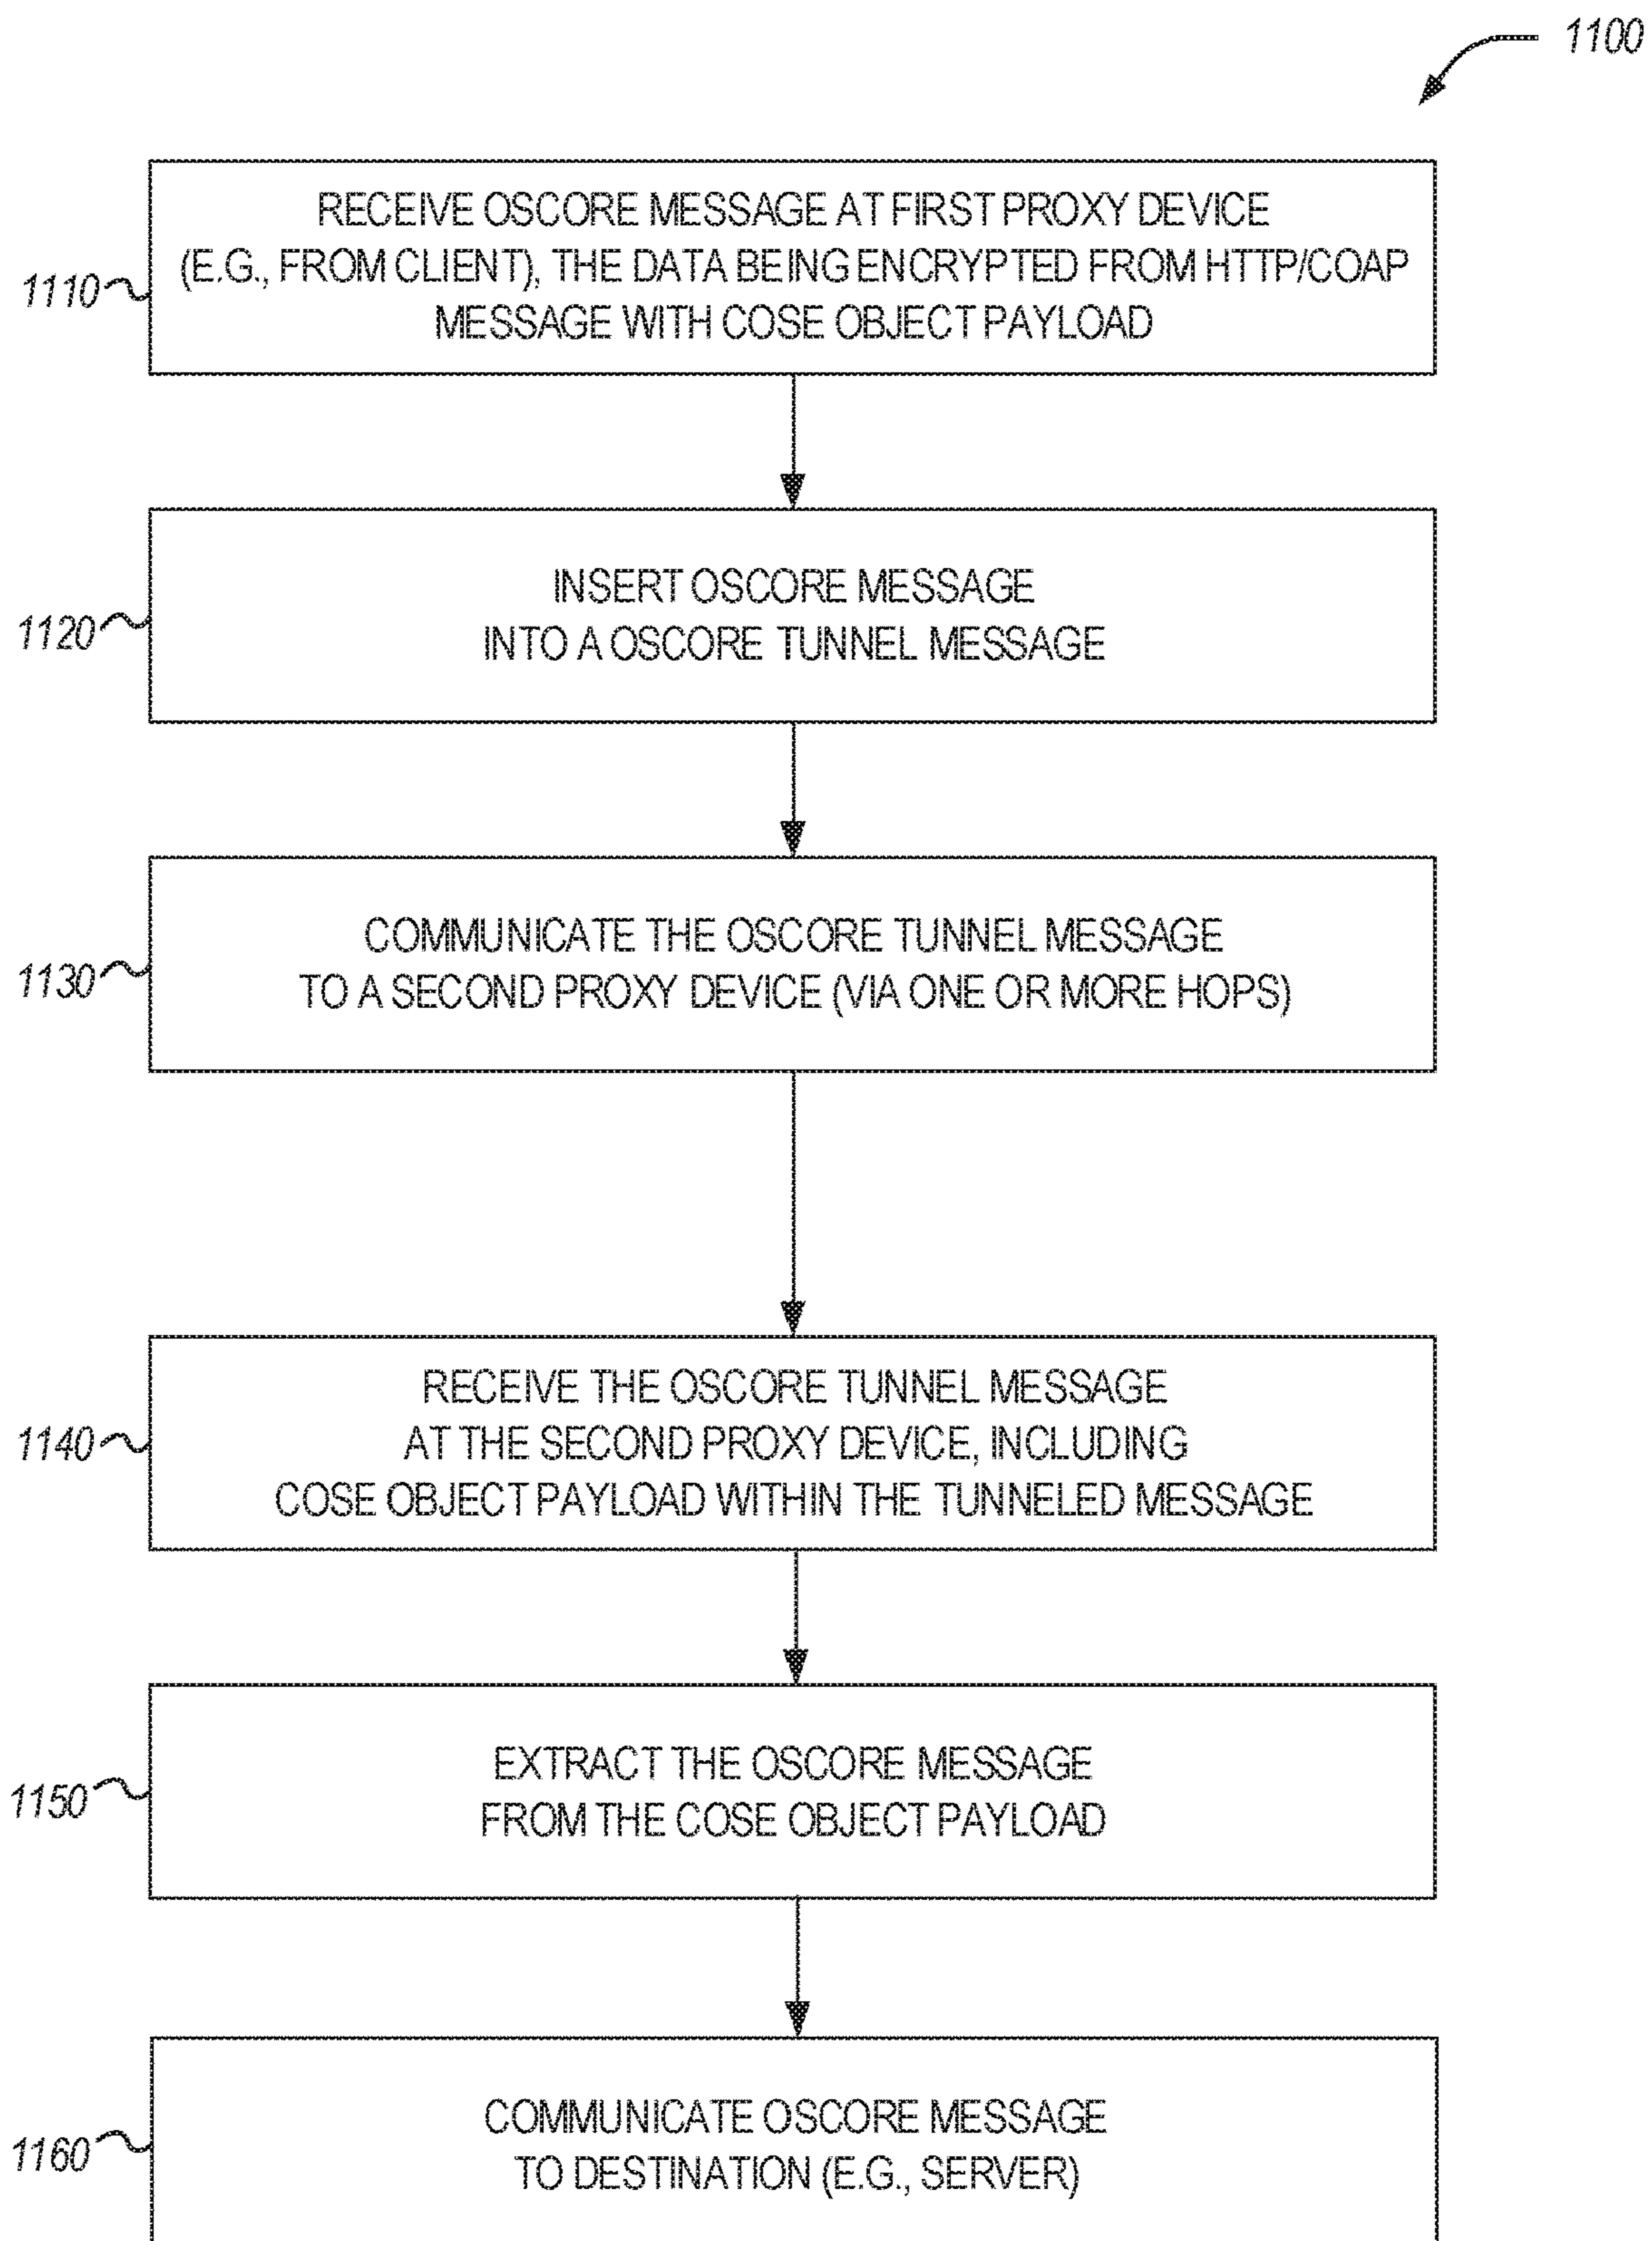 1100
RECEIVE OSCORE MESSAGE AT FIRST PROXY DEVICE
(E.G., FROM CLIENT), THE DATA BEING ENCRYPTED FROM HTTP/COAP
MESSAGE WITH COSE OBJECT PAYLOAD
1110
INSERT OSCORE MESSAGE
INTO A OSCORE TUNNEL MESSAGE
1120
COMMUNICATE THE OSCORE TUNNEL MESSAGE
TO A SECOND PROXY DEVICE (VIA ONE OR MORE HOPS)
1130
RECEIVE THE OSCORE TUNNEL MESSAGE
AT THE SECOND PROXY DEVICE, INCLUDING
COSE OBJECT PAYLOAD WITHIN THE TUNNELED MESSAGE
1140
EXTRACT THE OSCORE MESSAGE
FROM THE COSE OBJECT PAYLOAD
1150
COMMUNICATE OSCORE MESSAGE
TO DESTINATION (E.G., SERVER)
1160